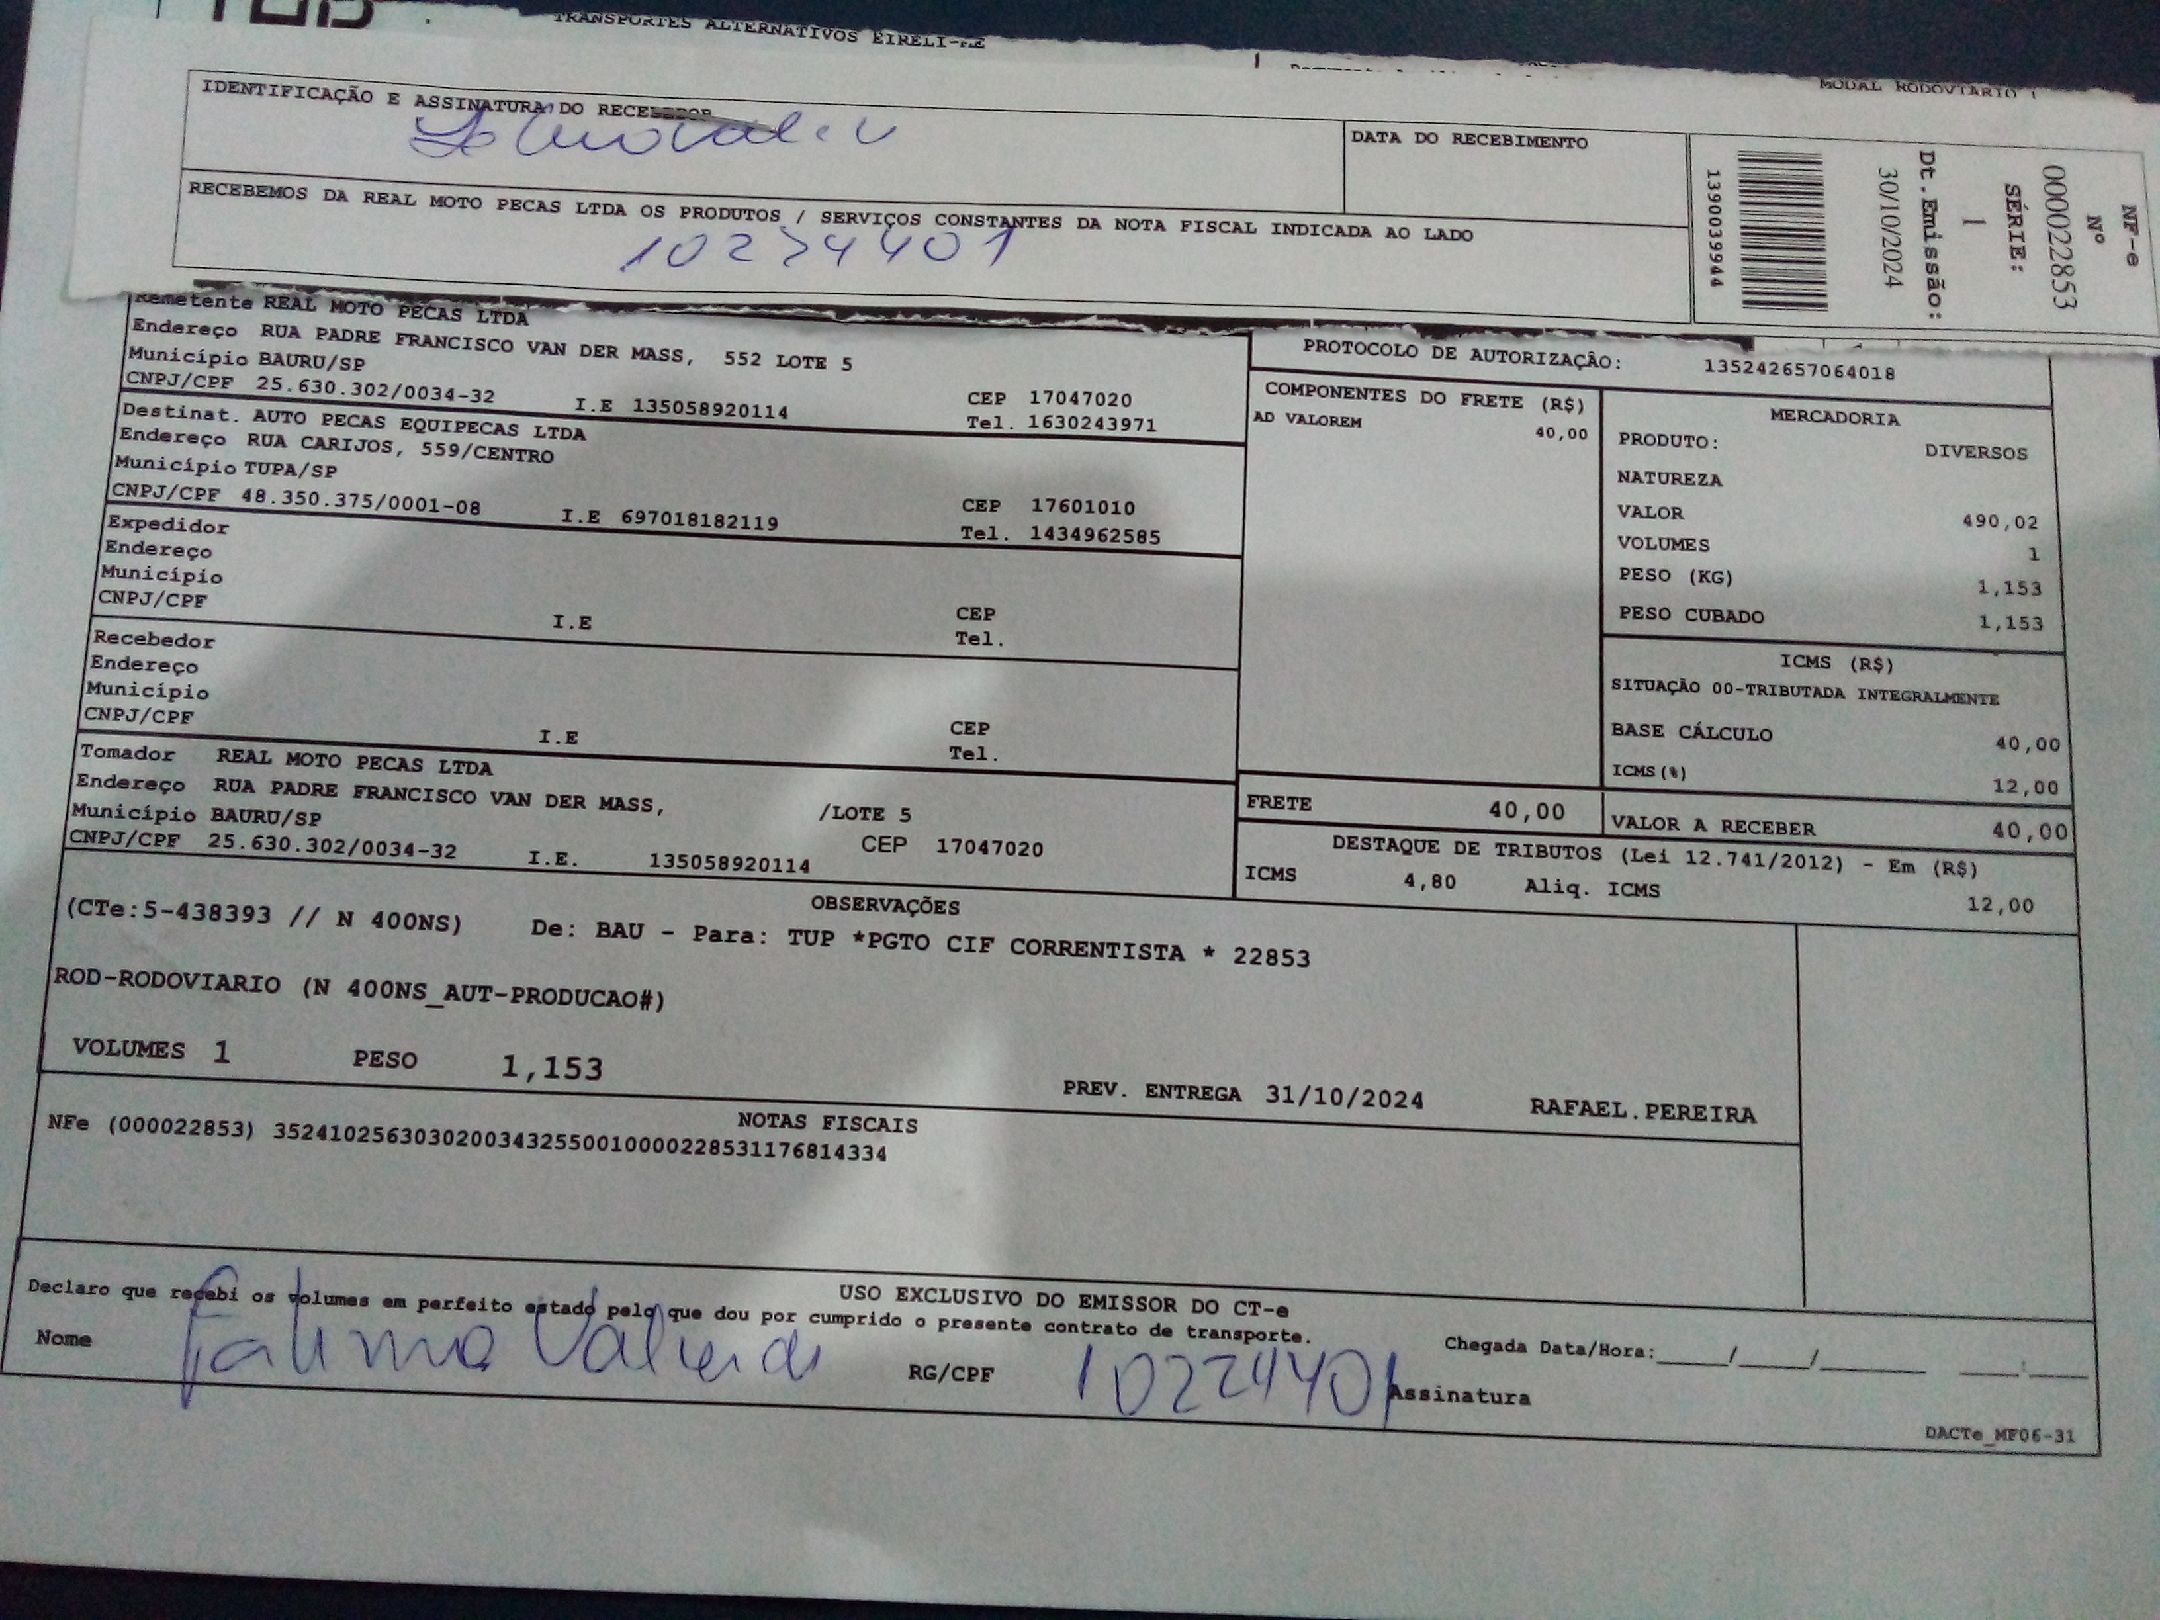 TRANSPORTES ALTERNATIVOS EIRELI-ME
MODAL RODOVIARIO
IDENTIFICAÇÃO E ASSINATURA DO RECEBEDOR
DATA DO RECEBIMENTO
RECEBEMOS DA REAL MOTO PECAS LTDA OS PRODUTOS / SERVIÇOS CONSTANTES DA NOTA FISCAL INDICADA AO LADO
1390039944
NF-e
Nº
000022853
SÉRIE:
1
Dt.Emissão:
30/10/2024
Remetente REAL MOTO PECAS LTDA
Endereço RUA PADRE FRANCISCO VAN DER MASS, 552 LOTE 5
Município BAURU/SP
CEP 17047020
CNPJ/CPF 25.630.302/0034-32 I.E 135058920114 Tel. 1630243971
Destinat. AUTO PECAS EQUIPECAS LTDA
Endereço RUA CARIJOS, 559/CENTRO
Município TUPA/SP
CEP 17601010
CNPJ/CPF 48.350.375/0001-08 I.E 697018182119 Tel. 1434962585
Expedidor
Endereço
Município
CEP
CNPJ/CPF I.E Tel.
Recebedor
Endereço
Município
CEP
CNPJ/CPF I.E Tel.
Tomador REAL MOTO PECAS LTDA
Endereço RUA PADRE FRANCISCO VAN DER MASS, /LOTE 5
Município BAURU/SP CEP 17047020
CNPJ/CPF 25.630.302/0034-32 I.E. 135058920114
PROTOCOLO DE AUTORIZAÇÃO: 135242657064018
COMPONENTES DO FRETE (R$)
AD VALOREM 40,00
MERCADORIA
PRODUTO: DIVERSOS
NATUREZA
VALOR 490,02
VOLUMES 1
PESO (KG) 1,153
PESO CUBADO 1,153
ICMS (R$)
SITUAÇÃO 00-TRIBUTADA INTEGRALMENTE
BASE CÁLCULO 40,00
ICMS(%) 12,00
FRETE 40,00 VALOR A RECEBER 40,00
DESTAQUE DE TRIBUTOS (Lei 12.741/2012) - Em (R$)
ICMS 4,80 Aliq. ICMS 12,00
OBSERVAÇÕES
(CTe:5-438393 // N 400NS) De: BAU - Para: TUP *PGTO CIF CORRENTISTA * 22853
ROD-RODOVIARIO (N 400NS_AUT-PRODUCAO#)
VOLUMES 1 PESO 1,153 PREV. ENTREGA 31/10/2024 RAFAEL.PEREIRA
NOTAS FISCAIS
NFe (000022853) 35241025630302003432550010000228531176814334
USO EXCLUSIVO DO EMISSOR DO CT-e
Declaro que recebi os volumes em perfeito estado pelo que dou por cumprido o presente contrato de transporte.
Nome Fatima RG/CPF 102274401 Assinatura
Chegada Data/Hora:____/____/______ ____:____
DACTe_MF06-31